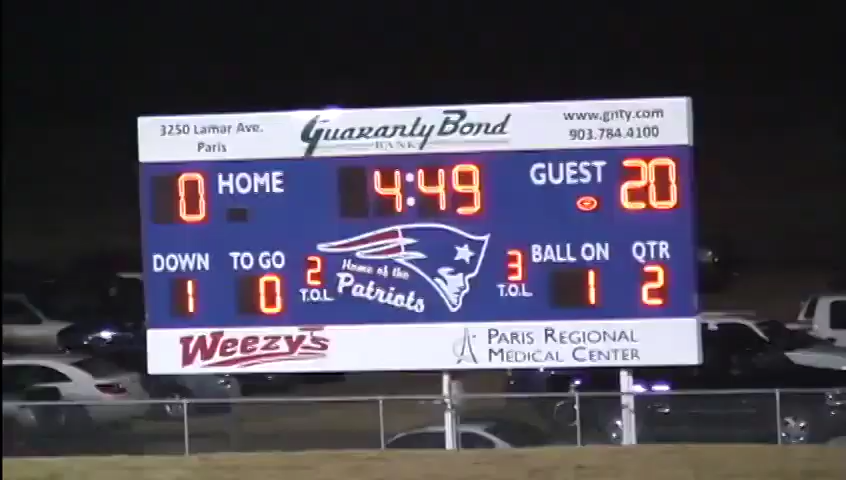 3250 Lamar Ave.
Paris
Guaranty Bond
BANK
www.gnty.com
903.784.4100
0 HOME 4:49 GUEST 20
DOWN TO GO 2 3 BALL ON QTR
1 0 T.O.L. T.O.L. 1 2
Home of the
Patriots
Weezy's
PARIS REGIONAL
MEDICAL CENTER